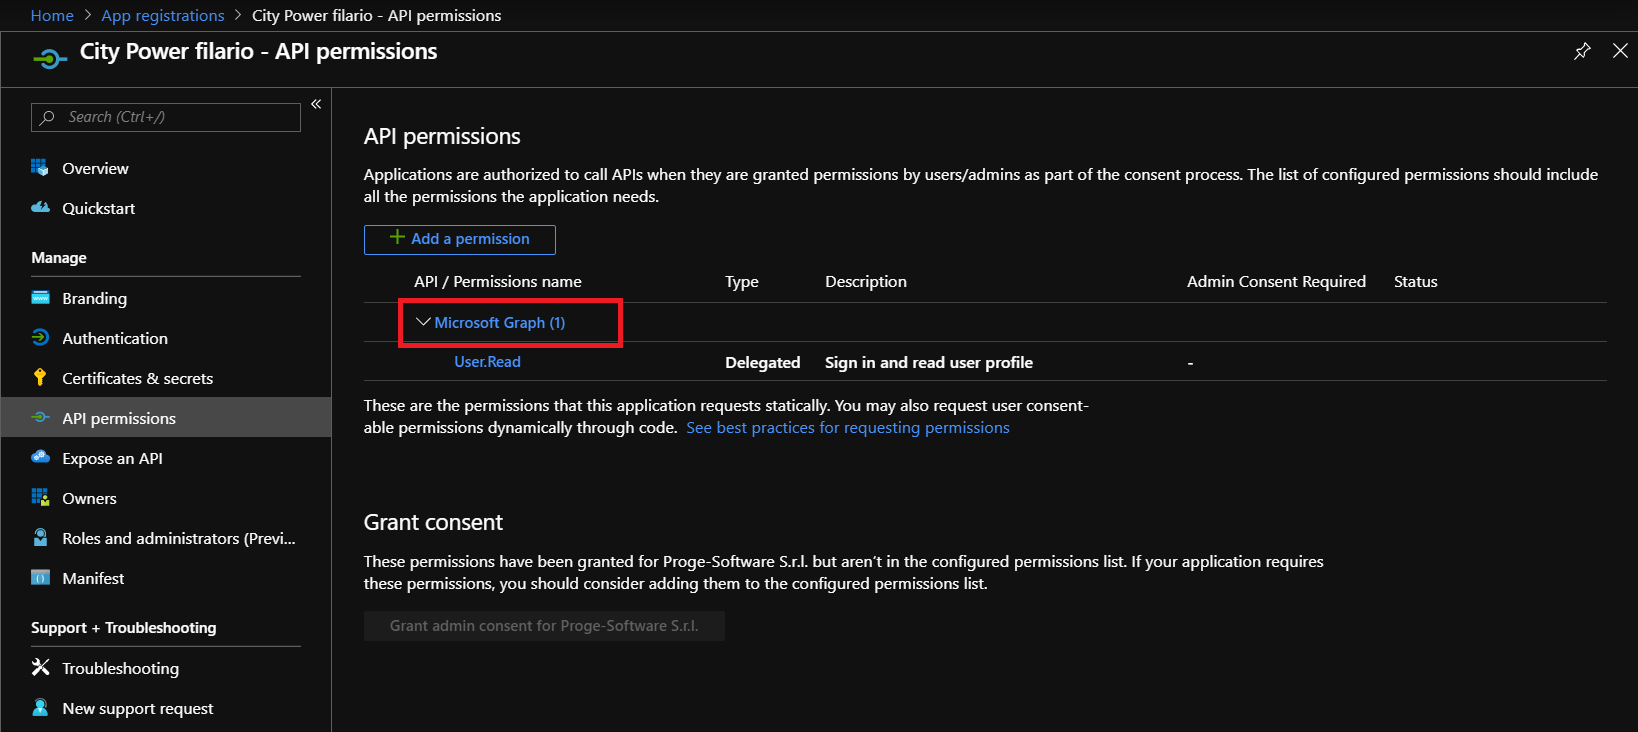 Home > App registrations > City Power filario - API permissions
City Power filario - API permissions
Search (Ctrl+/)
«
Overview
Quickstart
Manage
Branding
Authentication
Certificates & secrets
API permissions
Expose an API
Owners
Roles and administrators (Previ...
Manifest
Support + Troubleshooting
Troubleshooting
New support request
API permissions
Applications are authorized to call APIs when they are granted permissions by users/admins as part of the consent process. The list of configured permissions should include
all the permissions the application needs.
Add a permission
API / Permissions name Type Description Admin Consent Required Status
Microsoft Graph (1)
User.Read Delegated Sign in and read user profile -
These are the permissions that this application requests statically. You may also request user consent-
able permissions dynamically through code. See best practices for requesting permissions
Grant consent
These permissions have been granted for Proge-Software S.r.l. but aren't in the configured permissions list. If your application requires
these permissions, you should consider adding them to the configured permissions list.
Grant admin consent for Proge-Software S.r.l.